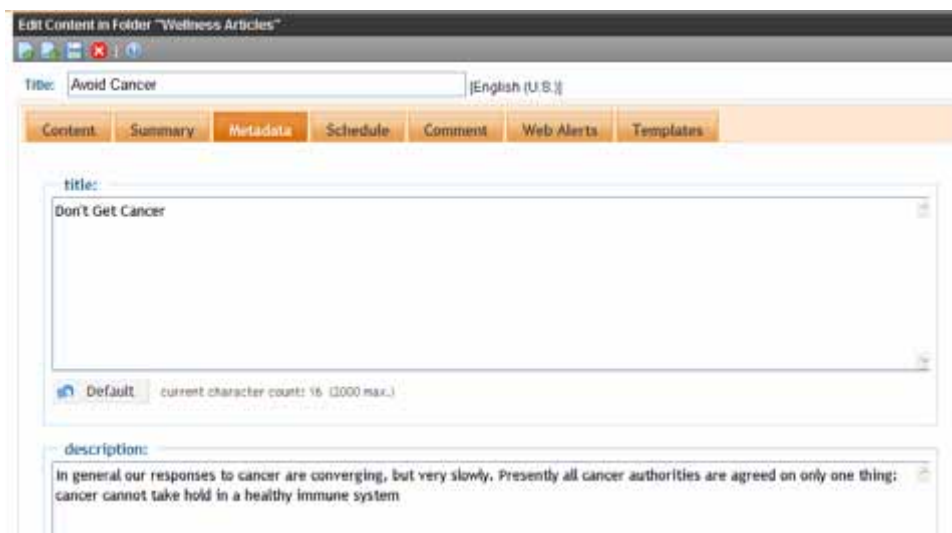 Edit Content in Folder "Wellness Articles"
Title: Avoid Cancer [English (U.S.)]
Content Summary Metadata Schedule Comment Web Alerts Templates
title:
Don't Get Cancer
Default current character count: 16 (2000 max.)
description:
In general our responses to cancer are converging, but very slowly. Presently all cancer authorities are agreed on only one thing:
cancer cannot take hold in a healthy immune system